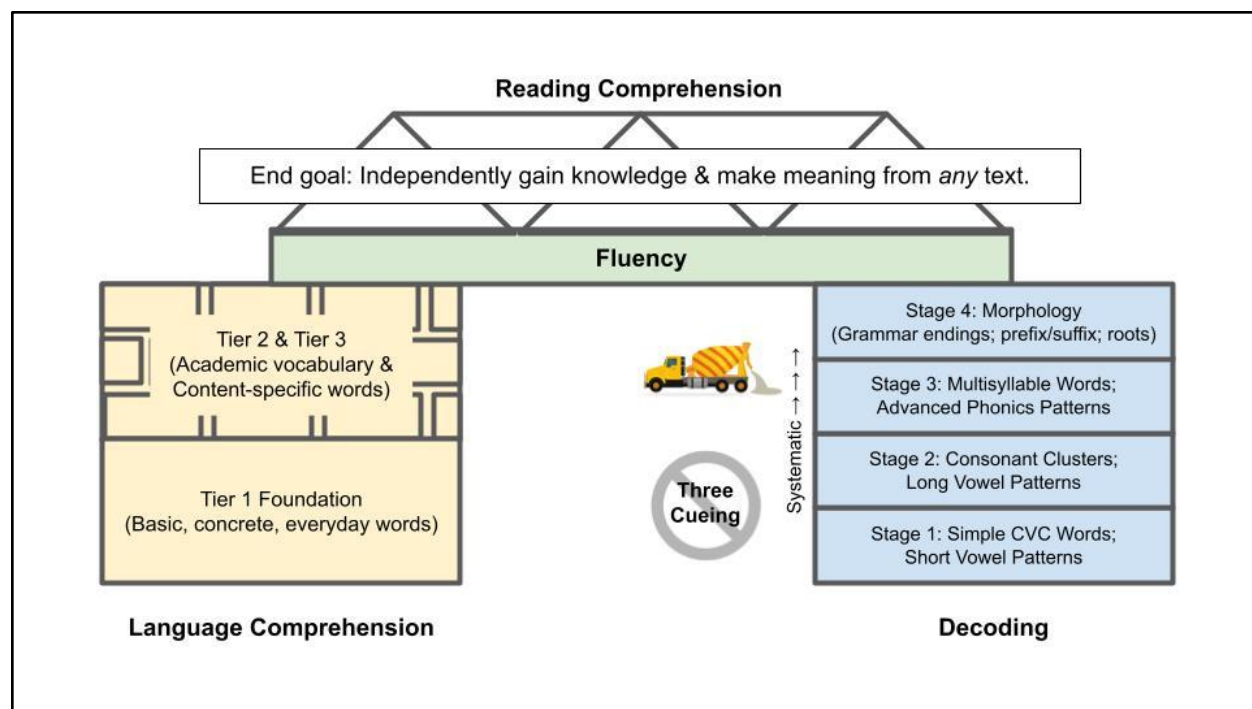 Reading Comprehension
End goal: Independently gain knowledge & make meaning from any text.
Fluency
Tier 2 & Tier 3
(Academic vocabulary &
Content-specific words)
Tier 1 Foundation
(Basic, concrete, everyday words)
Language Comprehension
Three
Cueing
Systematic → → → →
Stage 4: Morphology
(Grammar endings; prefix/suffix; roots)
Stage 3: Multisyllable Words;
Advanced Phonics Patterns
Stage 2: Consonant Clusters;
Long Vowel Patterns
Stage 1: Simple CVC Words;
Short Vowel Patterns
Decoding